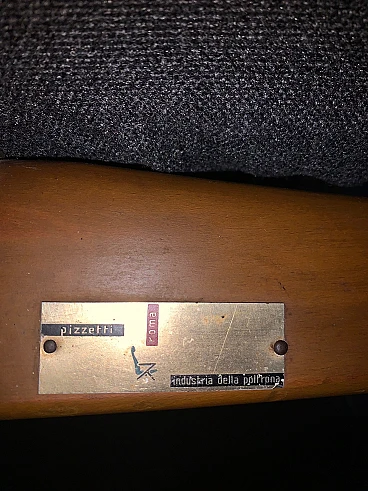 pizzetti
roma
industria della poltrona